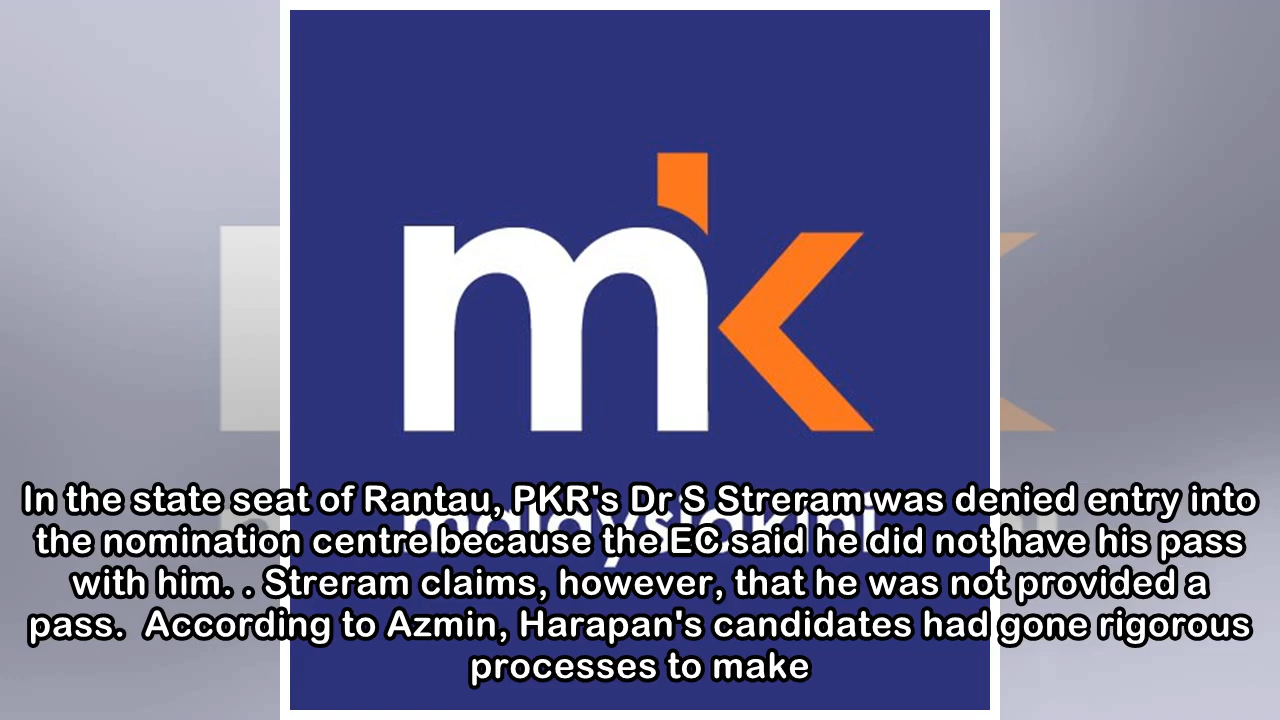 mk
malaysiakini
In the state seat of Rantau, PKR's Dr S Streram was denied entry into
the nomination centre because the EC said he did not have his pass
with him. . Streram claims, however, that he was not provided a
pass.  According to Azmin, Harapan's candidates had gone rigorous
processes to make